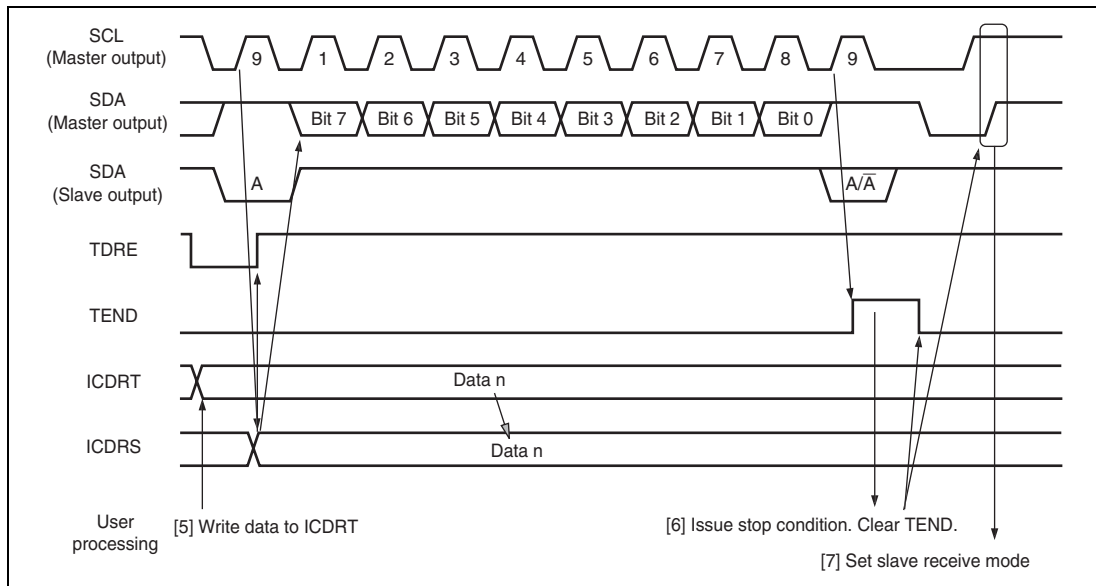 SCL
(Master output)
9 1 2 3 4 5 6 7 8 9
SDA
(Master output)
Bit 7 Bit 6 Bit 5 Bit 4 Bit 3 Bit 2 Bit 1 Bit 0
SDA
(Slave output)
A A/A̅
TDRE
TEND
ICDRT
Data n
ICDRS
Data n
User
processing
[5] Write data to ICDRT
[6] Issue stop condition. Clear TEND.
[7] Set slave receive mode